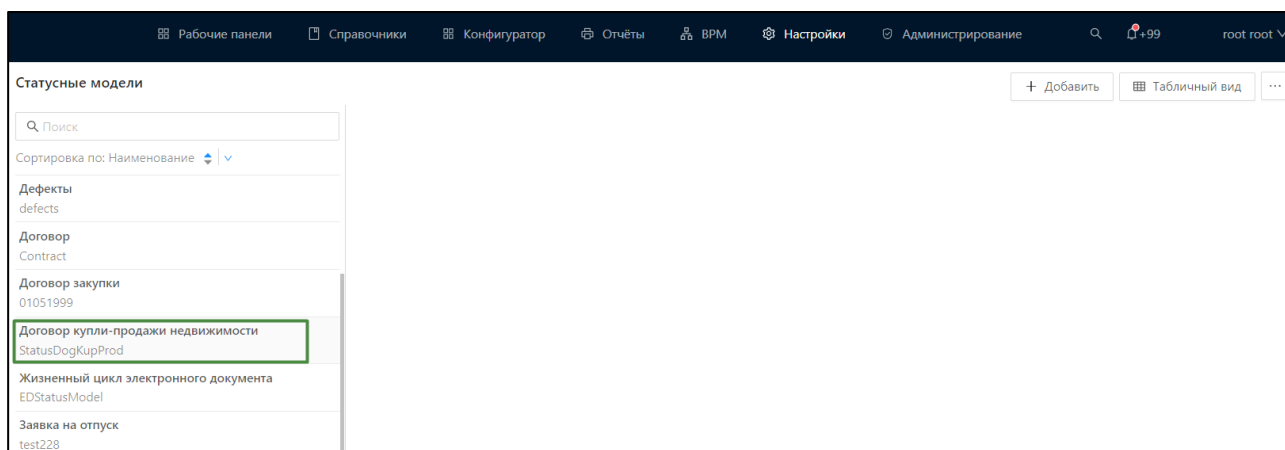 Рабочие панели Справочники Конфигуратор Отчёты BPM Настройки Администрирование +99 root root
Статусные модели + Добавить Табличный вид ...
Поиск
Сортировка по: Наименование
Дефекты
defects
Договор
Contract
Договор закупки
01051999
Договор купли-продажи недвижимости
StatusDogKupProd
Жизненный цикл электронного документа
EDStatusModel
Заявка на отпуск
test228